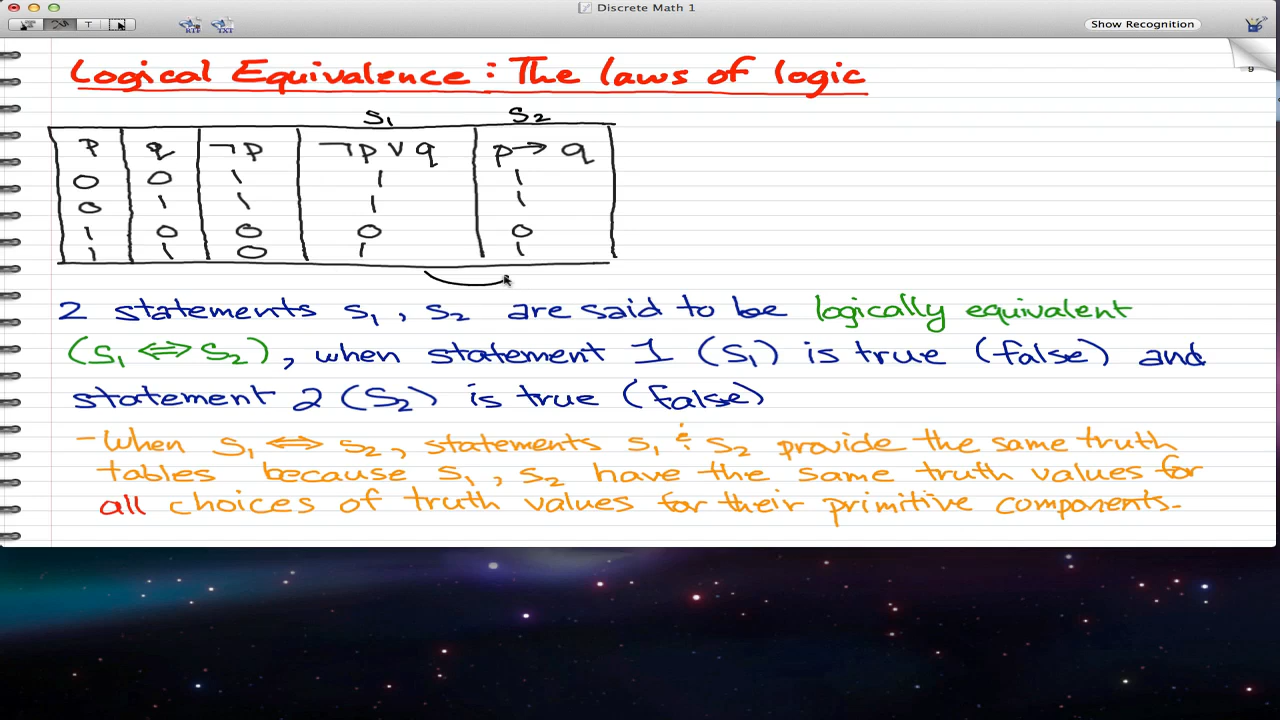 Discrete Math 1
T
RTF
TXT
Show Recognition
9
Logical Equivalence : The laws of logic
S1 S2
p q ¬p ¬p ∨ q p → q
0 0 1 1 1
0 1 1 1 1
1 0 0 0 0
1 1 0 1 1
2 statements S1, S2 are said to be logically equivalent
(S1 ⇔ S2), when statement 1 (S1) is true (false) and
statement 2 (S2) is true (false)
- When S1 ⇔ S2, statements S1 & S2 provide the same truth
tables because S1, S2 have the same truth values for
all choices of truth values for their primitive components.